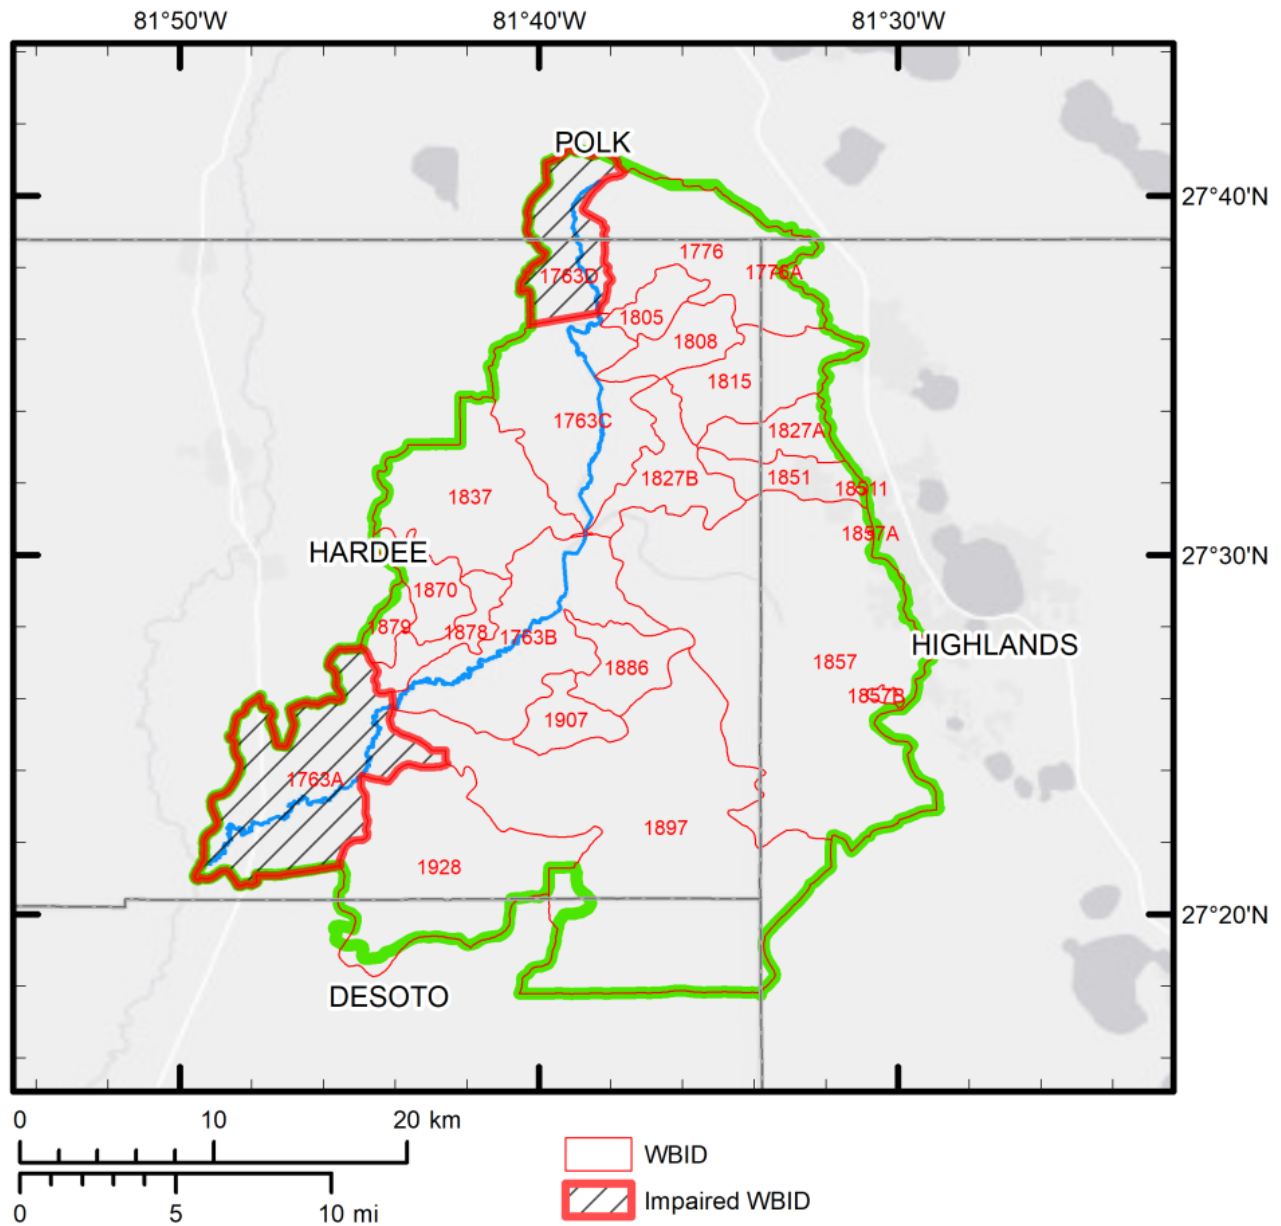 81°50'W 81°40'W 81°30'W
POLK
27°40'N
1776
1776A
1763D
1805
1808
1815
1763C
1827A
1827B
1851
18511
1837
1857A
27°30'N
HARDEE
1870
1879
1878
1763B
HIGHLANDS
1886
1857
1857B
1907
1763A
1897
1928
27°20'N
DESOTO
0 10 20 km
0 5 10 mi
WBID
Impaired WBID